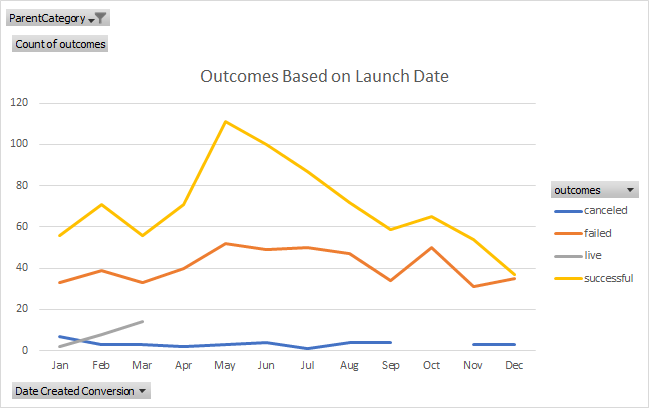 ParentCategory
Count of outcomes
Outcomes Based on Launch Date
120
100
80
60
40
20
0
Jan Feb Mar Apr May Jun Jul Aug Sep Oct Nov Dec
outcomes
canceled
failed
live
successful
Date Created Conversion